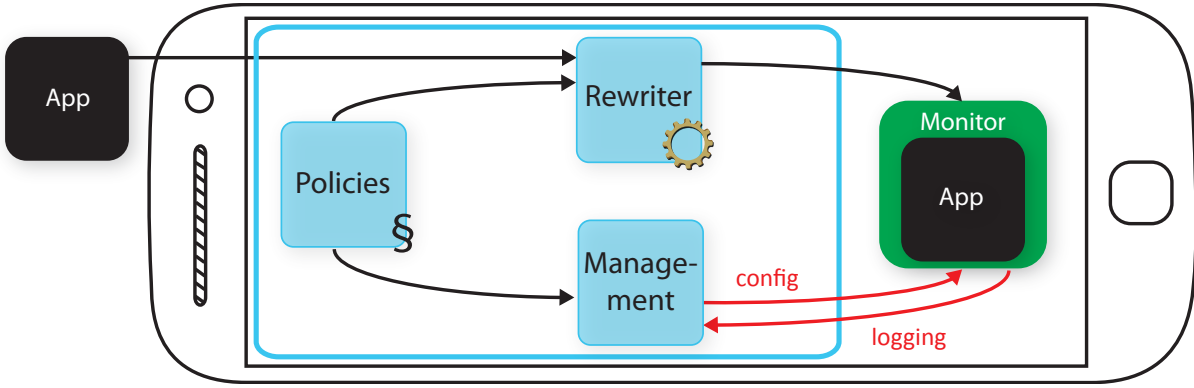 App
Rewriter
Monitor
Policies
§
App
Manage-
ment
config
logging